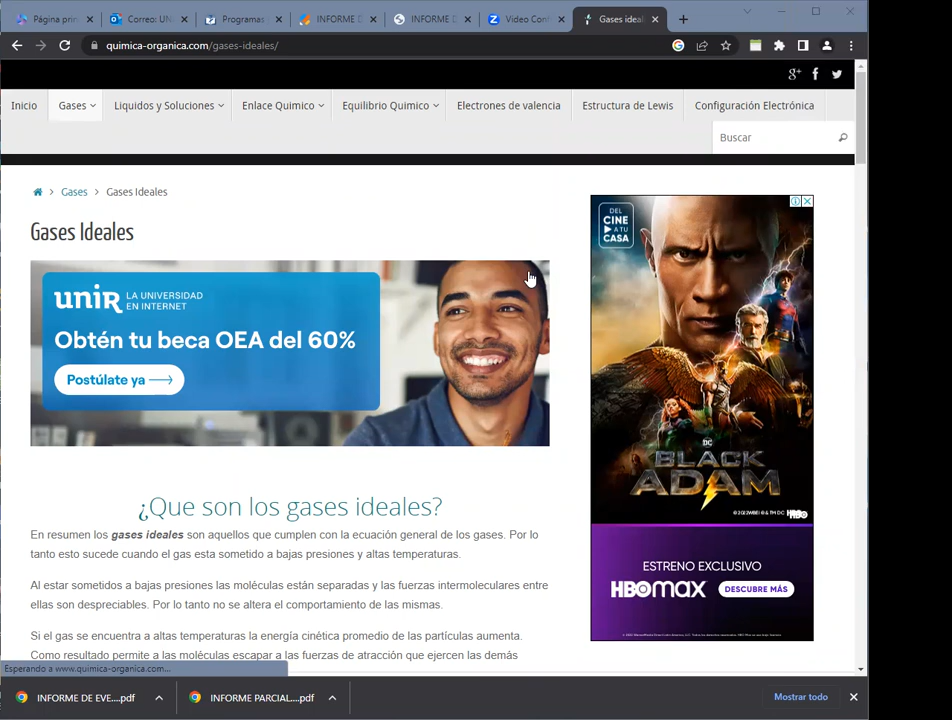 Página prin
Correo: UNI
Programas
INFORME D
INFORME D
Video Conf
Gases ideal
quimica-organica.com/gases-ideales/
Inicio
Gases
Liquidos y Soluciones
Enlace Quimico
Equilibrio Quimico
Electrones de valencia
Estructura de Lewis
Configuración Electrónica
Buscar
Gases
Gases Ideales
Gases Ideales
unir LA UNIVERSIDAD
EN INTERNET
Obtén tu beca OEA del 60%
Postúlate ya
DEL
CINE
A TU
CASA
DC
BLACK
ADAM
HBO
ESTRENO EXCLUSIVO
HBOMAX
DESCUBRE MÁS
¿Que son los gases ideales?
En resumen los gases ideales son aquellos que cumplen con la ecuación general de los gases. Por lo
tanto esto sucede cuando el gas esta sometido a bajas presiones y altas temperaturas.
Al estar sometidos a bajas presiones las moléculas están separadas y las fuerzas intermoleculares entre
ellas son despreciables. Por lo tanto no se altera el comportamiento de las mismas.
Si el gas se encuentra a altas temperaturas la energía cinética promedio de las partículas aumenta.
Como resultado permite a las moléculas escapar a las fuerzas de atracción que ejercen las demás
Esperando a www.quimica-organica.com...
INFORME DE EVE....pdf
INFORME PARCIAL....pdf
Mostrar todo